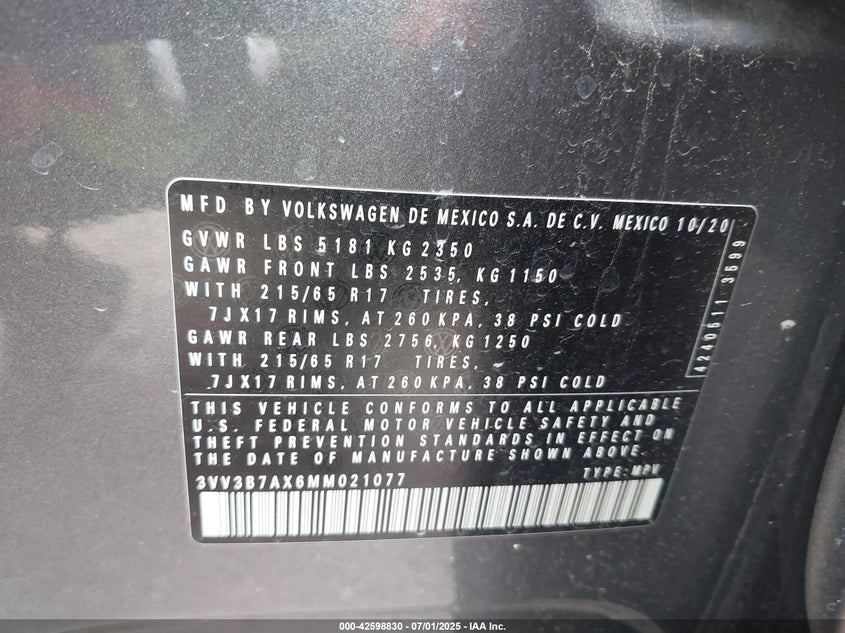 MFD BY VOLKSWAGEN DE MEXICO S.A. DE C.V. MEXICO 10/20
GVWR LBS 5181 KG 2350
GAWR FRONT LBS 2535, KG 1150
WITH 215/65 R17 TIRES,
7JX17 RIMS, AT 260 KPA, 38 PSI COLD
GAWR REAR LBS 2756, KG 1250
WITH 215/65 R17 TIRES,
7JX17 RIMS, AT 260 KPA, 38 PSI COLD
4240511 3599
THIS VEHICLE CONFORMS TO ALL APPLICABLE
U.S. FEDERAL MOTOR VEHICLE SAFETY AND
THEFT PREVENTION STANDARDS IN EFFECT ON
THE DATE OF MANUFACTURE SHOWN ABOVE.
3VV3B7AX6MM021077 TYPE: MPV
000-42598830 - 07/01/2025 - IAA Inc.